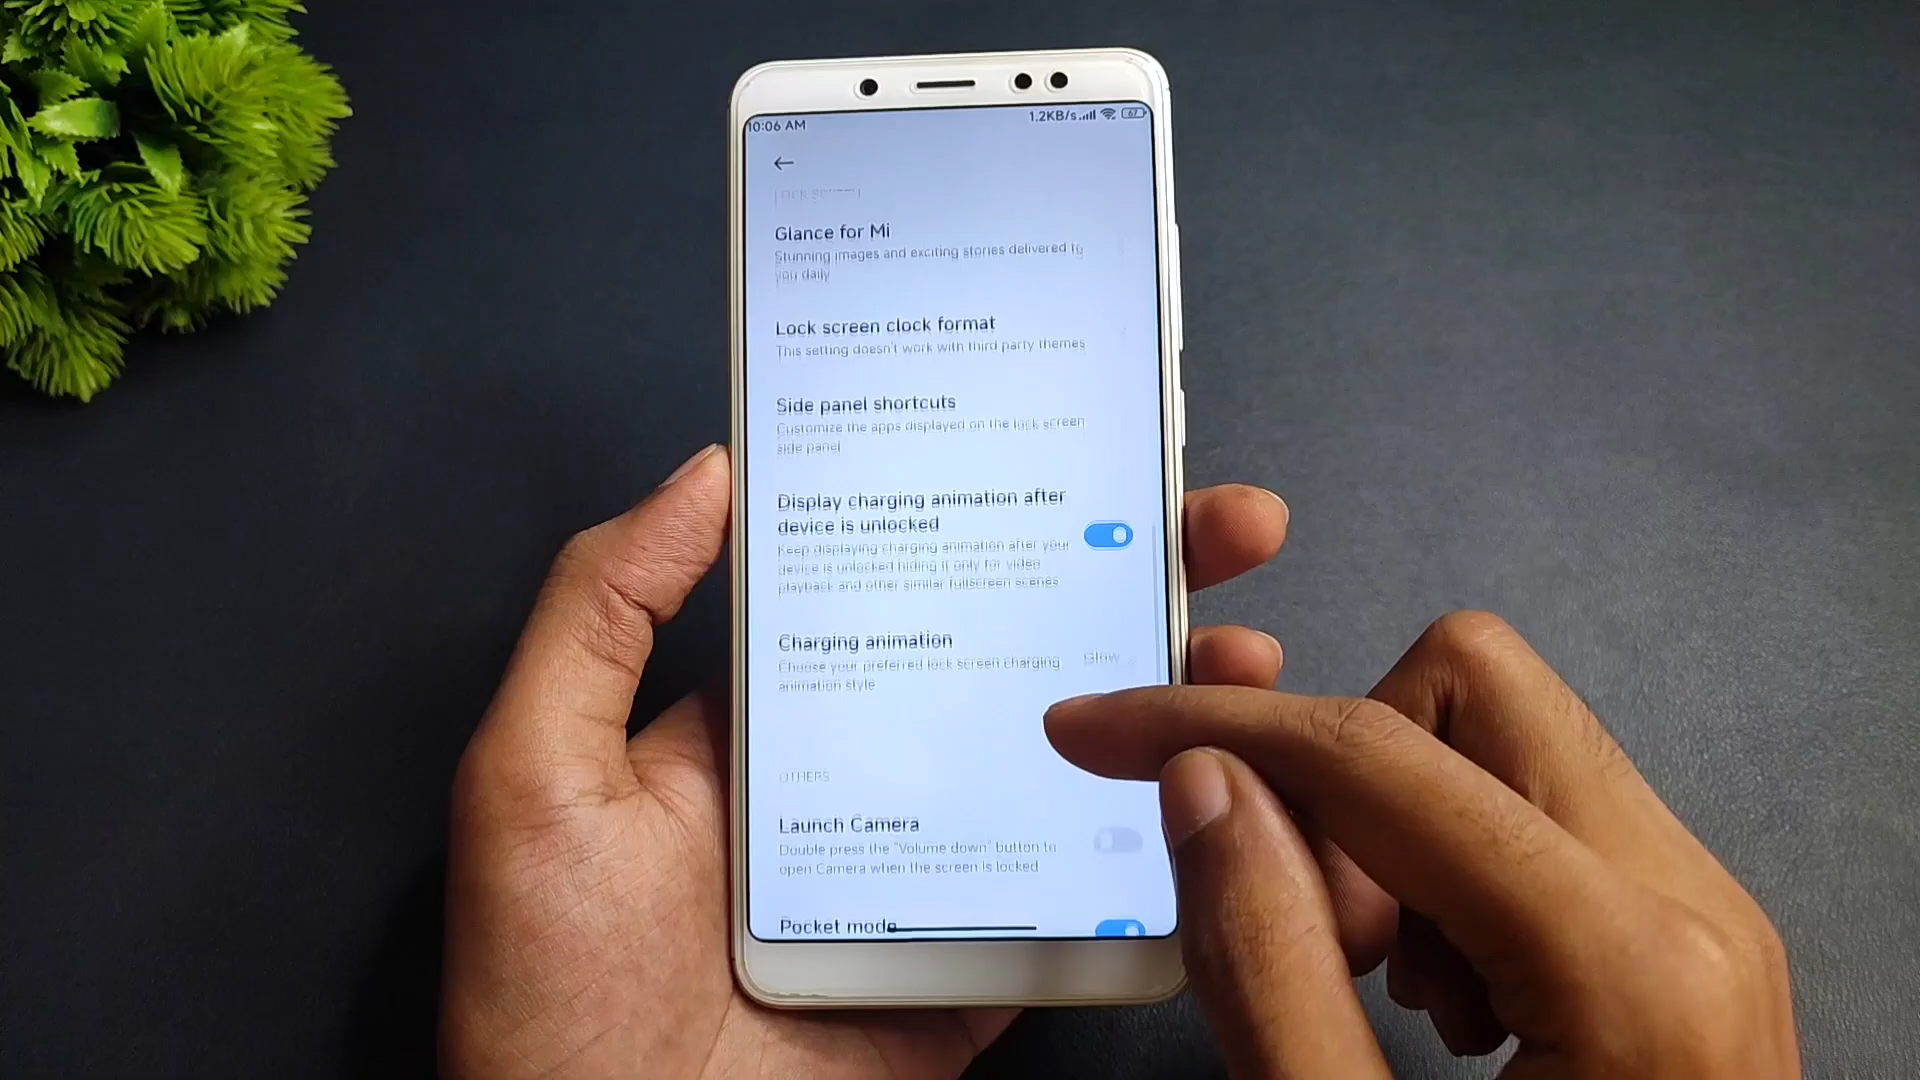 10:06 AM
1.2KB/s 67
LOCK SCREEN
Glance for Mi
Stunning images and exciting stories delivered to
you daily
Lock screen clock format
This setting doesn't work with third party themes
Side panel shortcuts
Customize the apps displayed on the lock screen
side panel
Display charging animation after
device is unlocked
Keep displaying charging animation after your
device is unlocked hiding it only for video
playback and other similar fullscreen scenes
Charging animation
Choose your preferred lock screen charging
animation style
Glow
OTHERS
Launch Camera
Double press the "Volume down" button to
open Camera when the screen is locked
Pocket mode